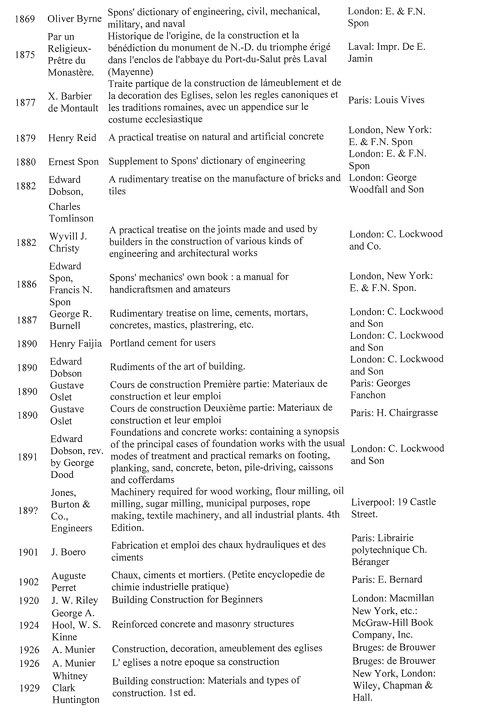 1869 Oliver Byrne Spons' dictionary of engineering, civil, mechanical, London: E. & F.N.
military, and naval Spon
Par un Historique de l'origine, de la construction et la
1875 Religieux- bénédiction du monument de N.-D. du triomphe érigé Laval: Impr. De E.
Prêtre du dans l'enclos de l'abbaye du Port-du-Salut près Laval Jamin
Monastère. (Mayenne)
Traite partique de la construction de lámeublement et de
1877 X. Barbier la decoration des Eglises, selon les regles canoniques et Paris: Louis Vives
de Montault les traditions romaines, avec un appendice sur le
costume ecclesiastique
1879 Henry Reid A practical treatise on natural and artificial concrete London, New York:
E. & F.N. Spon
1880 Ernest Spon Supplement to Spons' dictionary of engineering London: E. & F.N.
Spon
1882 Edward A rudimentary treatise on the manufacture of bricks and London: George
Dobson, tiles Woodfall and Son
Charles
Tomlinson
A practical treatise on the joints made and used by
1882 Wyvill J. builders in the construction of various kinds of London: C. Lockwood
Christy engineering and architectural works and Co.
Edward
1886 Spon, Spons' mechanics' own book : a manual for London, New York:
Francis N. handicraftsmen and amateurs E. & F.N. Spon.
Spon
1887 George R. Rudimentary treatise on lime, cements, mortars, London: C. Lockwood
Burnell concretes, mastics, plastrering, etc. and Son
1890 Henry Faijia Portland cement for users London: C. Lockwood
and Son
1890 Edward Rudiments of the art of building. London: C. Lockwood
Dobson and Son
1890 Gustave Cours de construction Première partie: Materiaux de Paris: Georges
Oslet construction et leur emploi Fanchon
1890 Gustave Cours de construction Deuxième partie: Materiaux de Paris: H. Chairgrasse
Oslet construction et leur emploi
Foundations and concrete works: containing a synopsis
Edward of the principal cases of foundation works with the usual
1891 Dobson, rev. modes of treatment and practical remarks on footing, London: C. Lockwood
by George planking, sand, concrete, beton, pile-driving, caissons and Son
Dood and cofferdams
Jones, Machinery required for wood working, flour milling, oil
189? Burton & milling, sugar milling, municipal purposes, rope Liverpool: 19 Castle
Co., making, textile machinery, and all industrial plants. 4th Street.
Engineers Edition.
1901 J. Boero Fabrication et emploi des chaux hydrauliques et des Paris: Librairie
ciments polytechnique Ch.
Béranger
1902 Auguste Chaux, ciments et mortiers. (Petite encyclopedie de Paris: E. Bernard
Perret chimie industrielle pratique)
1920 J. W. Riley Building Construction for Beginners London: Macmillan
George A. New York, etc.:
1924 Hool, W. S. Reinforced concrete and masonry structures McGraw-Hill Book
Kinne Company, Inc.
1926 A. Munier Construction, decoration, ameublement des eglises Bruges: de Brouwer
1926 A. Munier L' eglises a notre epoque sa construction Bruges: de Brouwer
Whitney New York, London:
1929 Clark Building construction: Materials and types of Wiley, Chapman &
Huntington construction. 1st ed. Hall.